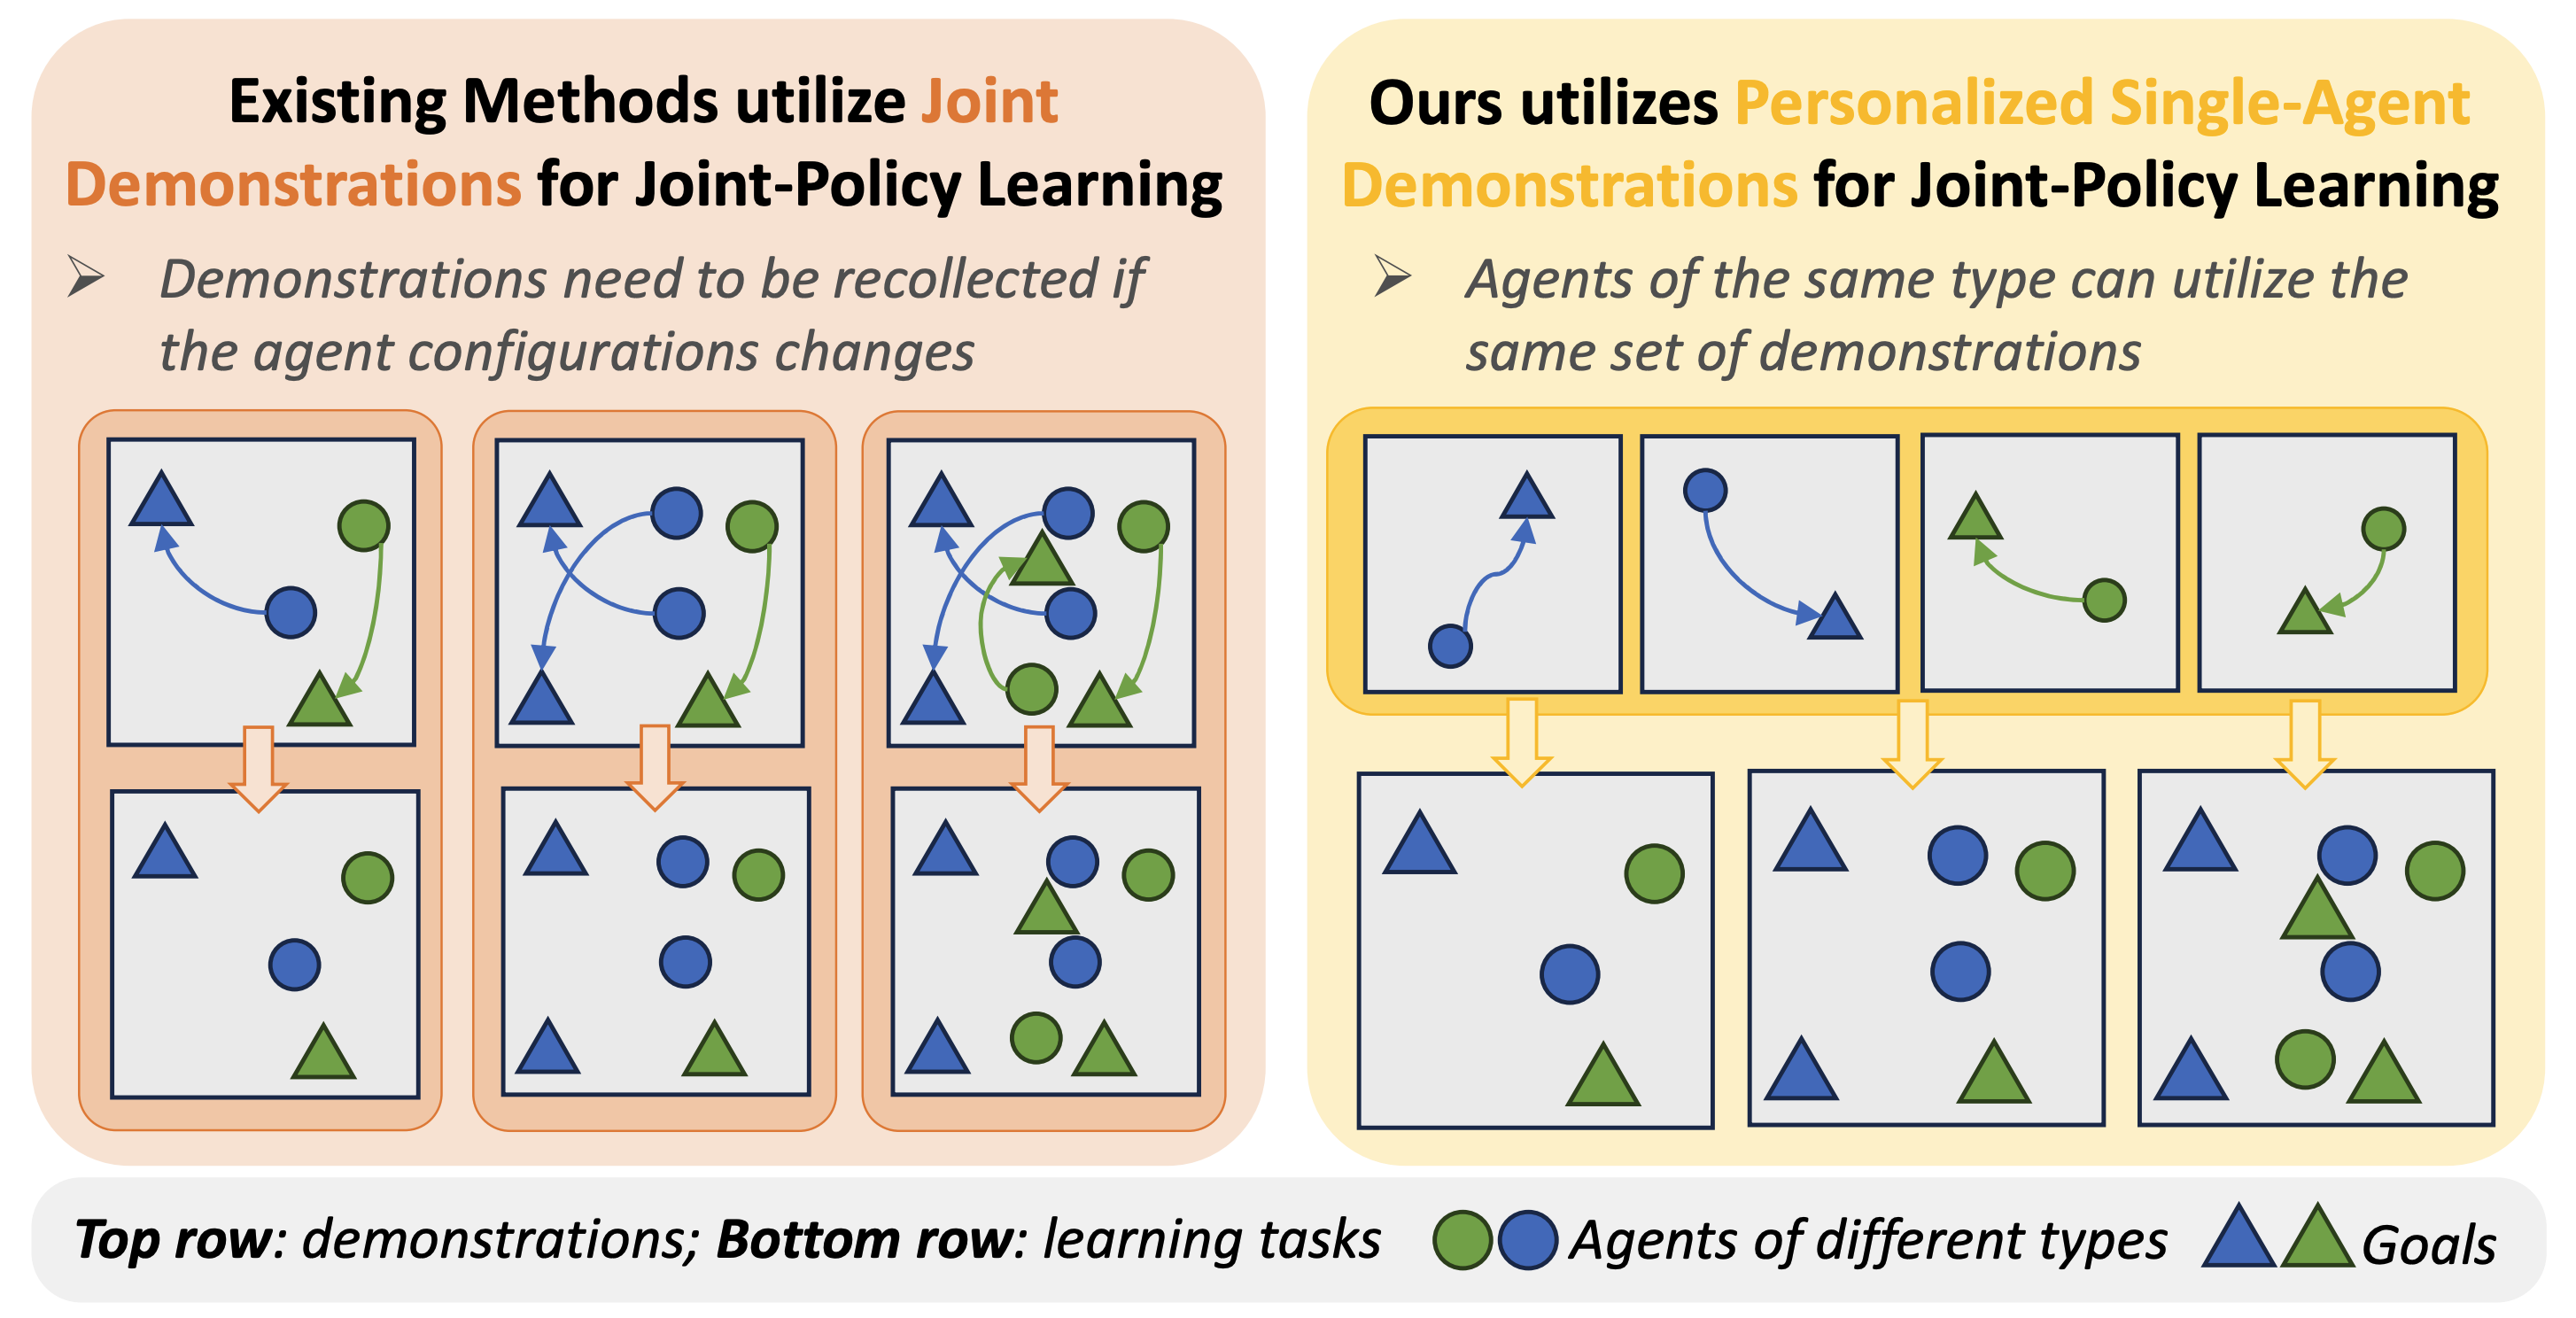 Existing Methods utilize Joint
Demonstrations for Joint-Policy Learning
➢ Demonstrations need to be recollected if
the agent configurations changes
Ours utilizes Personalized Single-Agent
Demonstrations for Joint-Policy Learning
➢ Agents of the same type can utilize the
same set of demonstrations
Top row: demonstrations; Bottom row: learning tasks
Agents of different types
Goals